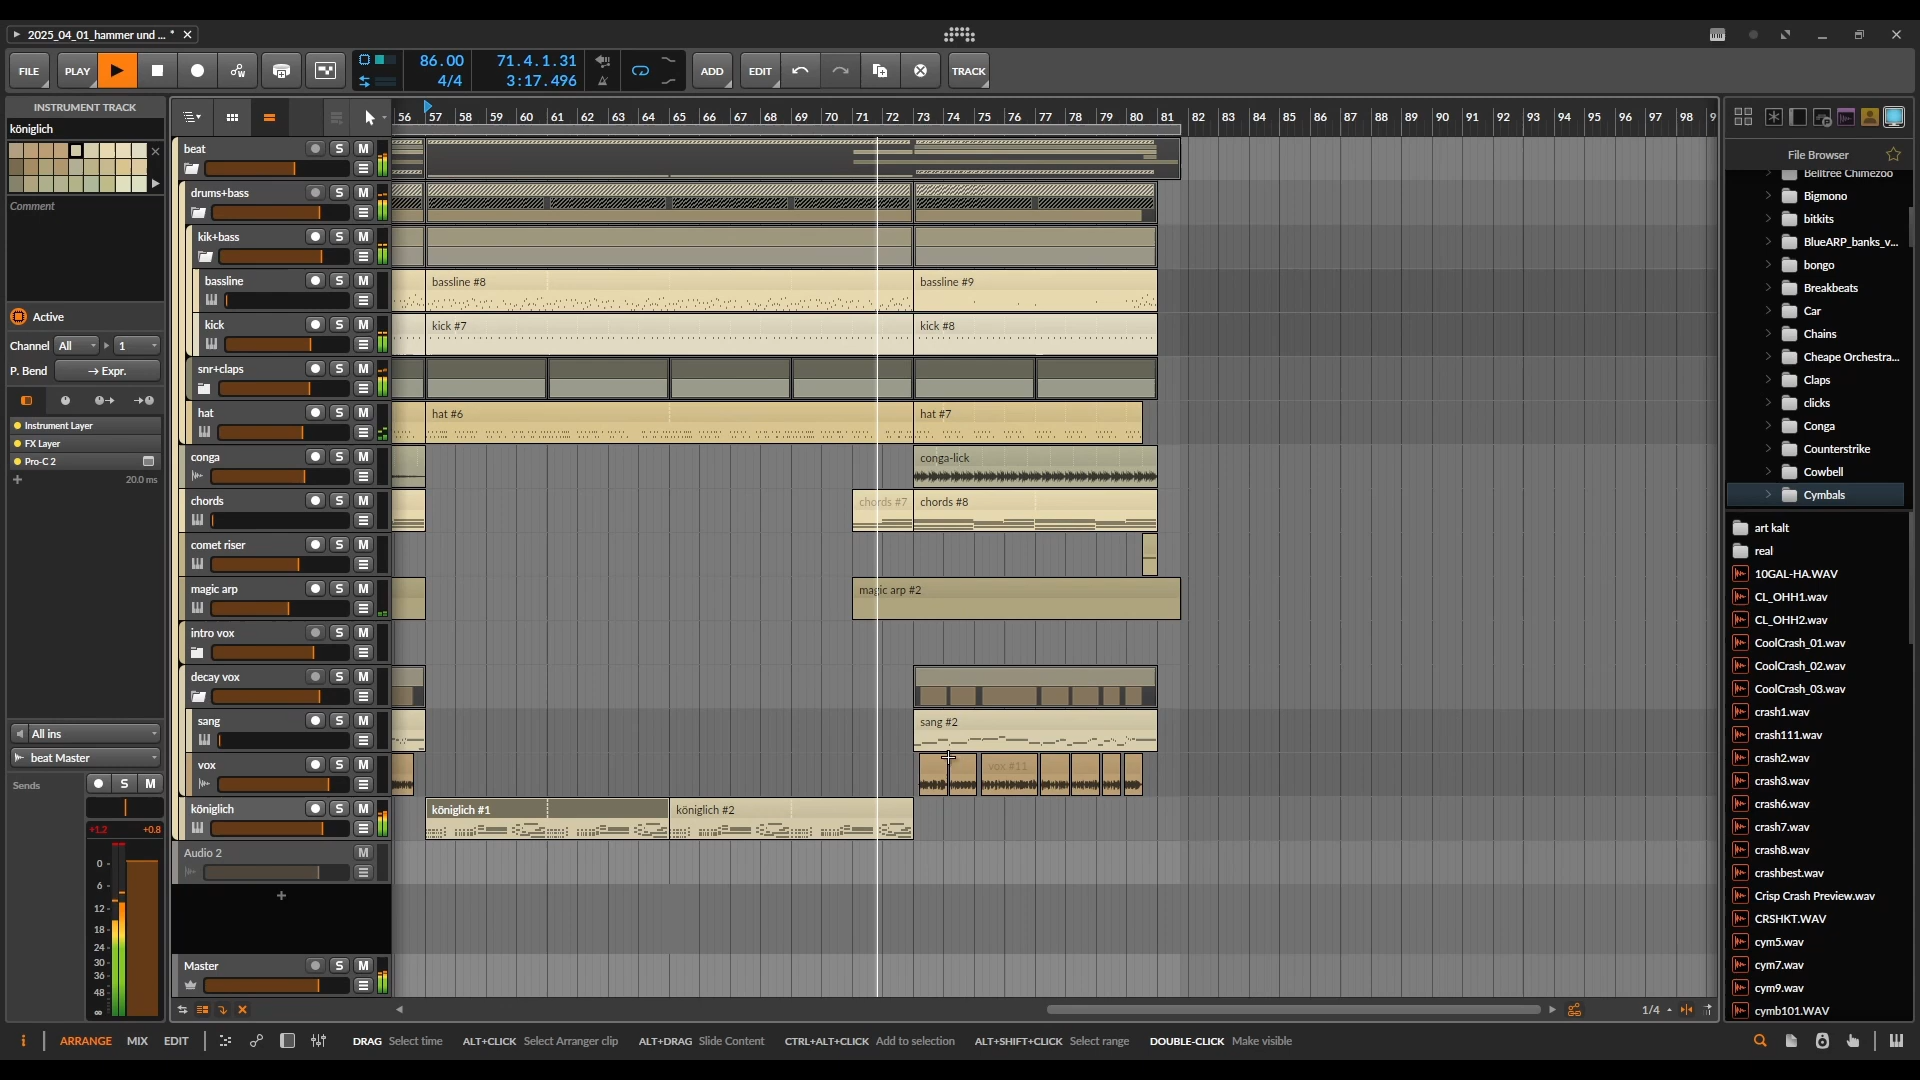 2025_04_01_hammer und ... *
FILE
PLAY
86.00
4/4
71.4.1.31
3:17.496
ADD
EDIT
TRACK
INSTRUMENT TRACK
königlich
Comment
Active
Channel All 1
P. Bend → Expr.
Instrument Layer
FX Layer
Pro-C 2
20.0 ms
All ins
beat Master
Sends
S M
+1.2 +0.8
0
6
12
18
24
30
36
48
∞
56 57 58 59 60 61 62 63 64 65 66 67 68 69 70 71 72 73 74 75 76 77 78 79 80 81 82 83 84 85 86 87 88 89 90 91 92 93 94 95 96 97 98 9
beat S M
drums+bass S M
kik+bass S M
bassline S M bassline #8 bassline #9
kick S M kick #7 kick #8
snr+claps S M
hat S M hat #6 hat #7
conga S M conga-lick
chords S M chords #7 chords #8
comet riser S M
magic arp S M magic arp #2
intro vox S M
decay vox S M
sang S M sang #2
vox S M vox #11
königlich S M königlich #1 königlich #2
Audio 2 M
+
Master S M
1/4
File Browser
Belltree Chimezoo
Bigmono
bitkits
BlueARP_banks_v...
bongo
Breakbeats
Car
Chains
Cheape Orchestra...
Claps
clicks
Conga
Counterstrike
Cowbell
Cymbals
art kalt
real
10GAL-HA.WAV
CL_OHH1.wav
CL_OHH2.wav
CoolCrash_01.wav
CoolCrash_02.wav
CoolCrash_03.wav
crash1.wav
crash111.wav
crash2.wav
crash3.wav
crash6.wav
crash7.wav
crash8.wav
crashbest.wav
Crisp Crash Preview.wav
CRSHKT.WAV
cym5.wav
cym7.wav
cym9.wav
cymb101.WAV
i ARRANGE MIX EDIT
DRAG Select time ALT+CLICK Select Arranger clip ALT+DRAG Slide Content CTRL+ALT+CLICK Add to selection ALT+SHIFT+CLICK Select range DOUBLE-CLICK Make visible